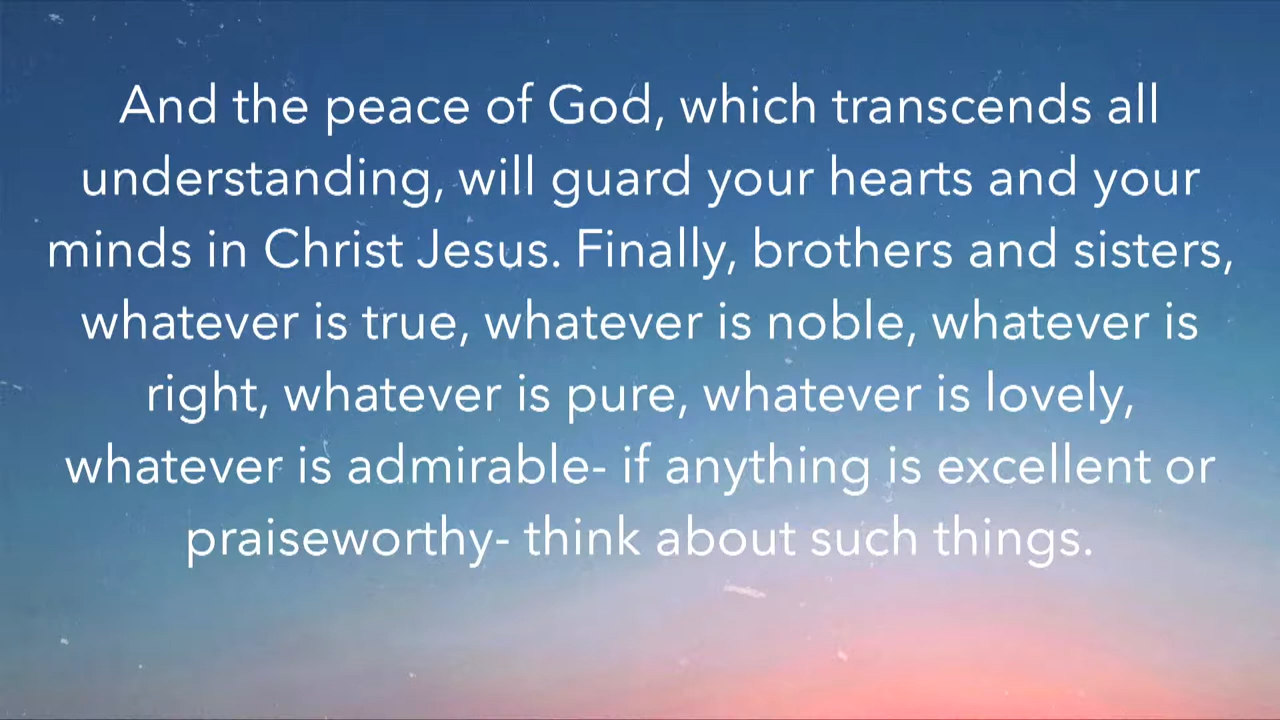 And the peace of God, which transcends all
understanding, will guard your hearts and your
minds in Christ Jesus. Finally, brothers and sisters,
whatever is true, whatever is noble, whatever is
right, whatever is pure, whatever is lovely,
whatever is admirable- if anything is excellent or
praiseworthy- think about such things.